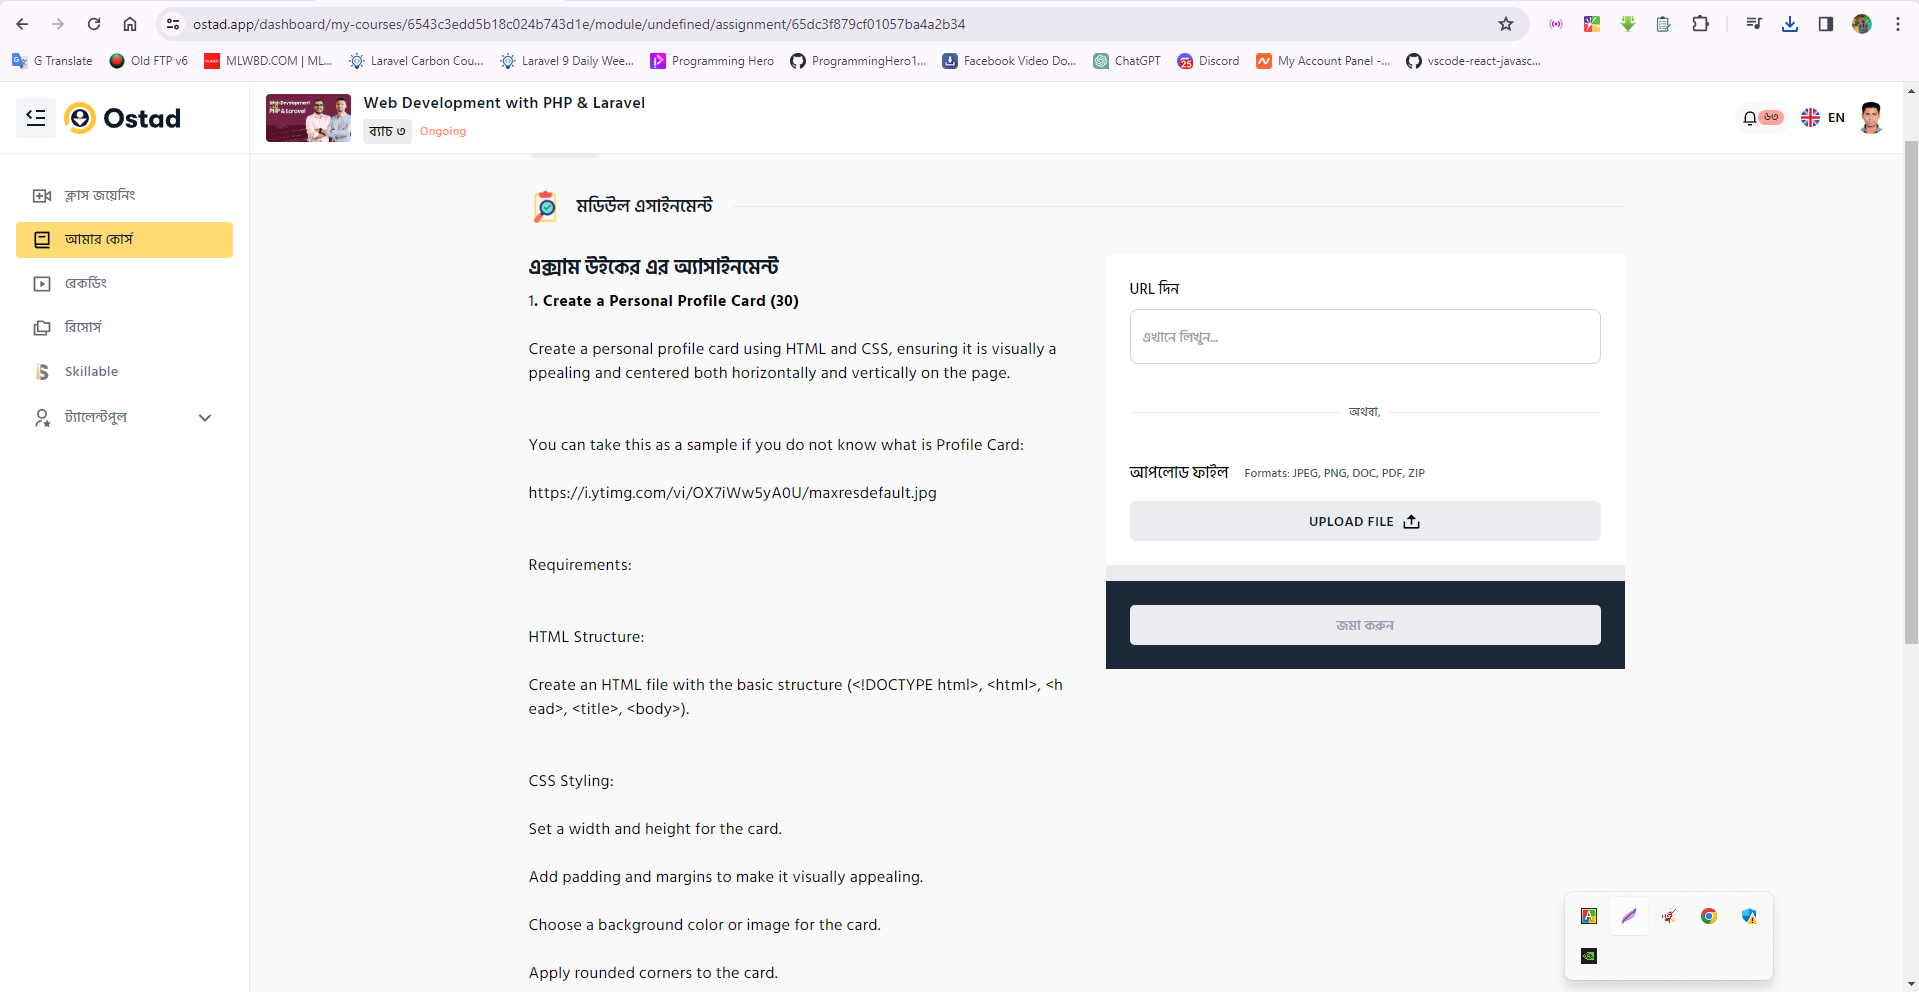 ostad.app/dashboard/my-courses/6543c3edd5b18c024b743d1e/module/undefined/assignment/65dc3f879cf01057ba4a2b34
G Translate
Old FTP v6
MLWBD.COM | ML...
Laravel Carbon Cou...
Laravel 9 Daily Wee...
Programming Hero
ProgrammingHero1...
Facebook Video Do...
ChatGPT
Discord
My Account Panel -...
vscode-react-javasc...
Ostad
Web Development with PHP & Laravel
ব্যাচ ৩ Ongoing
৬৩
EN
ক্লাস জয়েনিং
আমার কোর্স
রেকর্ডিং
রিসোর্স
Skillable
ট্যালেন্টপুল
মডিউল এসাইনমেন্ট
এক্সাম উইকের এর অ্যাসাইনমেন্ট
1. Create a Personal Profile Card (30)
Create a personal profile card using HTML and CSS, ensuring it is visually a
ppealing and centered both horizontally and vertically on the page.
You can take this as a sample if you do not know what is Profile Card:
https://i.ytimg.com/vi/OX7iWw5yA0U/maxresdefault.jpg
Requirements:
HTML Structure:
Create an HTML file with the basic structure (<!DOCTYPE html>, <html>, <h
ead>, <title>, <body>).
CSS Styling:
Set a width and height for the card.
Add padding and margins to make it visually appealing.
Choose a background color or image for the card.
Apply rounded corners to the card.
URL দিন
এখানে লিখুন...
অথবা,
আপলোড ফাইল Formats: JPEG, PNG, DOC, PDF, ZIP
UPLOAD FILE
জমা করুন